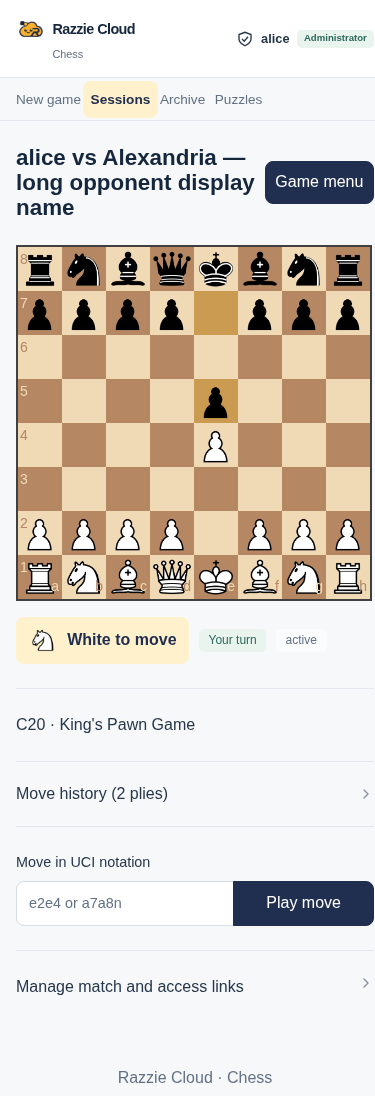 Razzie Cloud
Chess
alice Administrator
New game Sessions Archive Puzzles
alice vs Alexandria —
long opponent display
name
Game menu
8
7
6
5
4
3
2
1
a b c d e f g h
White to move Your turn active
C20 · King's Pawn Game
Move history (2 plies)
Move in UCI notation
e2e4 or a7a8n Play move
Manage match and access links
Razzie Cloud · Chess